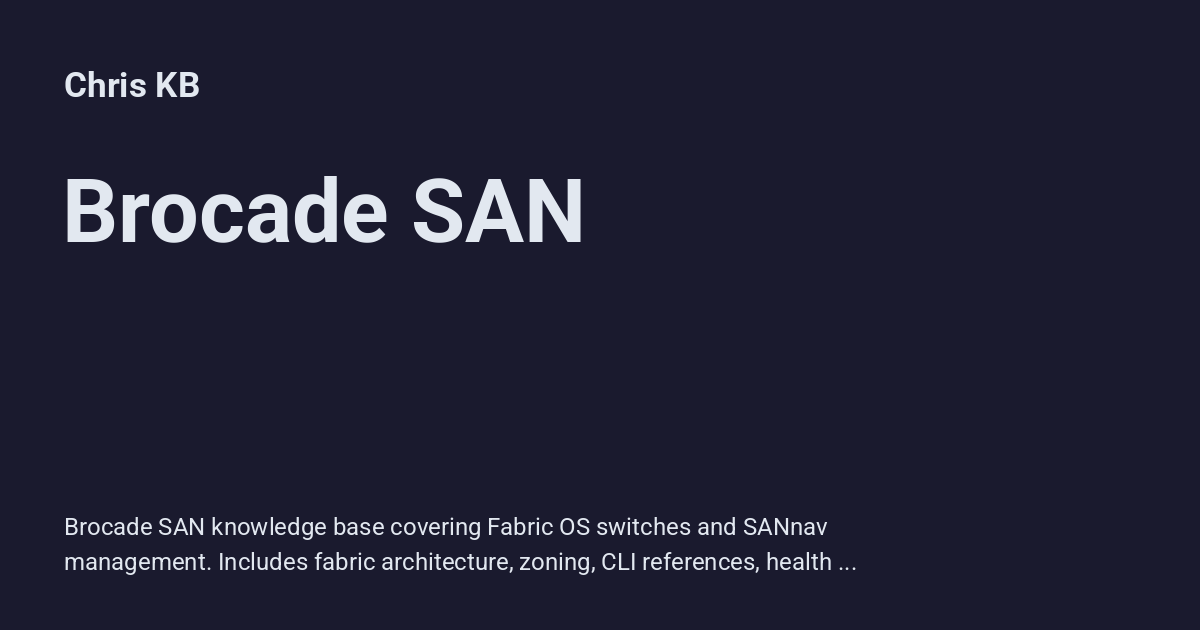 Chris KB
Brocade SAN
Brocade SAN knowledge base covering Fabric OS switches and SANnav
management. Includes fabric architecture, zoning, CLI references, health ...